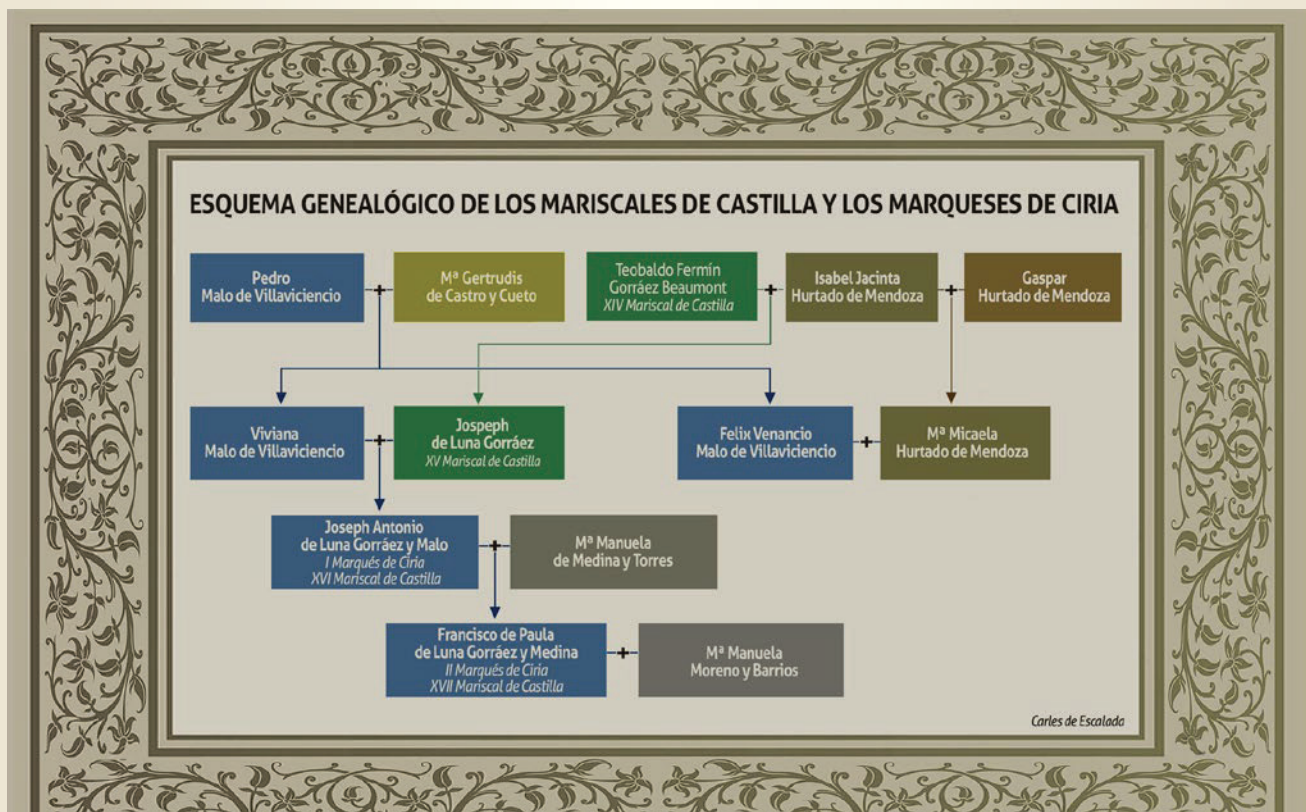 ESQUEMA GENEALÓGICO DE LOS MARISCALES DE CASTILLA Y LOS MARQUESES DE CIRIA
Pedro
Malo de Villaviciencio
Mª Gertrudis
de Castro y Cueto
Teobaldo Fermín
Gorráez Beaumont
XIV Mariscal de Castilla
Isabel Jacinta
Hurtado de Mendoza
Gaspar
Hurtado de Mendoza
Viviana
Malo de Villaviciencio
Jospeph
de Luna Gorráez
XV Mariscal de Castilla
Felix Venancio
Malo de Villaviciencio
Mª Micaela
Hurtado de Mendoza
Joseph Antonio
de Luna Gorráez y Malo
I Marqués de Ciria
XVI Mariscal de Castilla
Mª Manuela
de Medina y Torres
Francisco de Paula
de Luna Gorráez y Medina
II Marqués de Ciria
XVII Mariscal de Castilla
Mª Manuela
Moreno y Barrios
Carles de Escalada